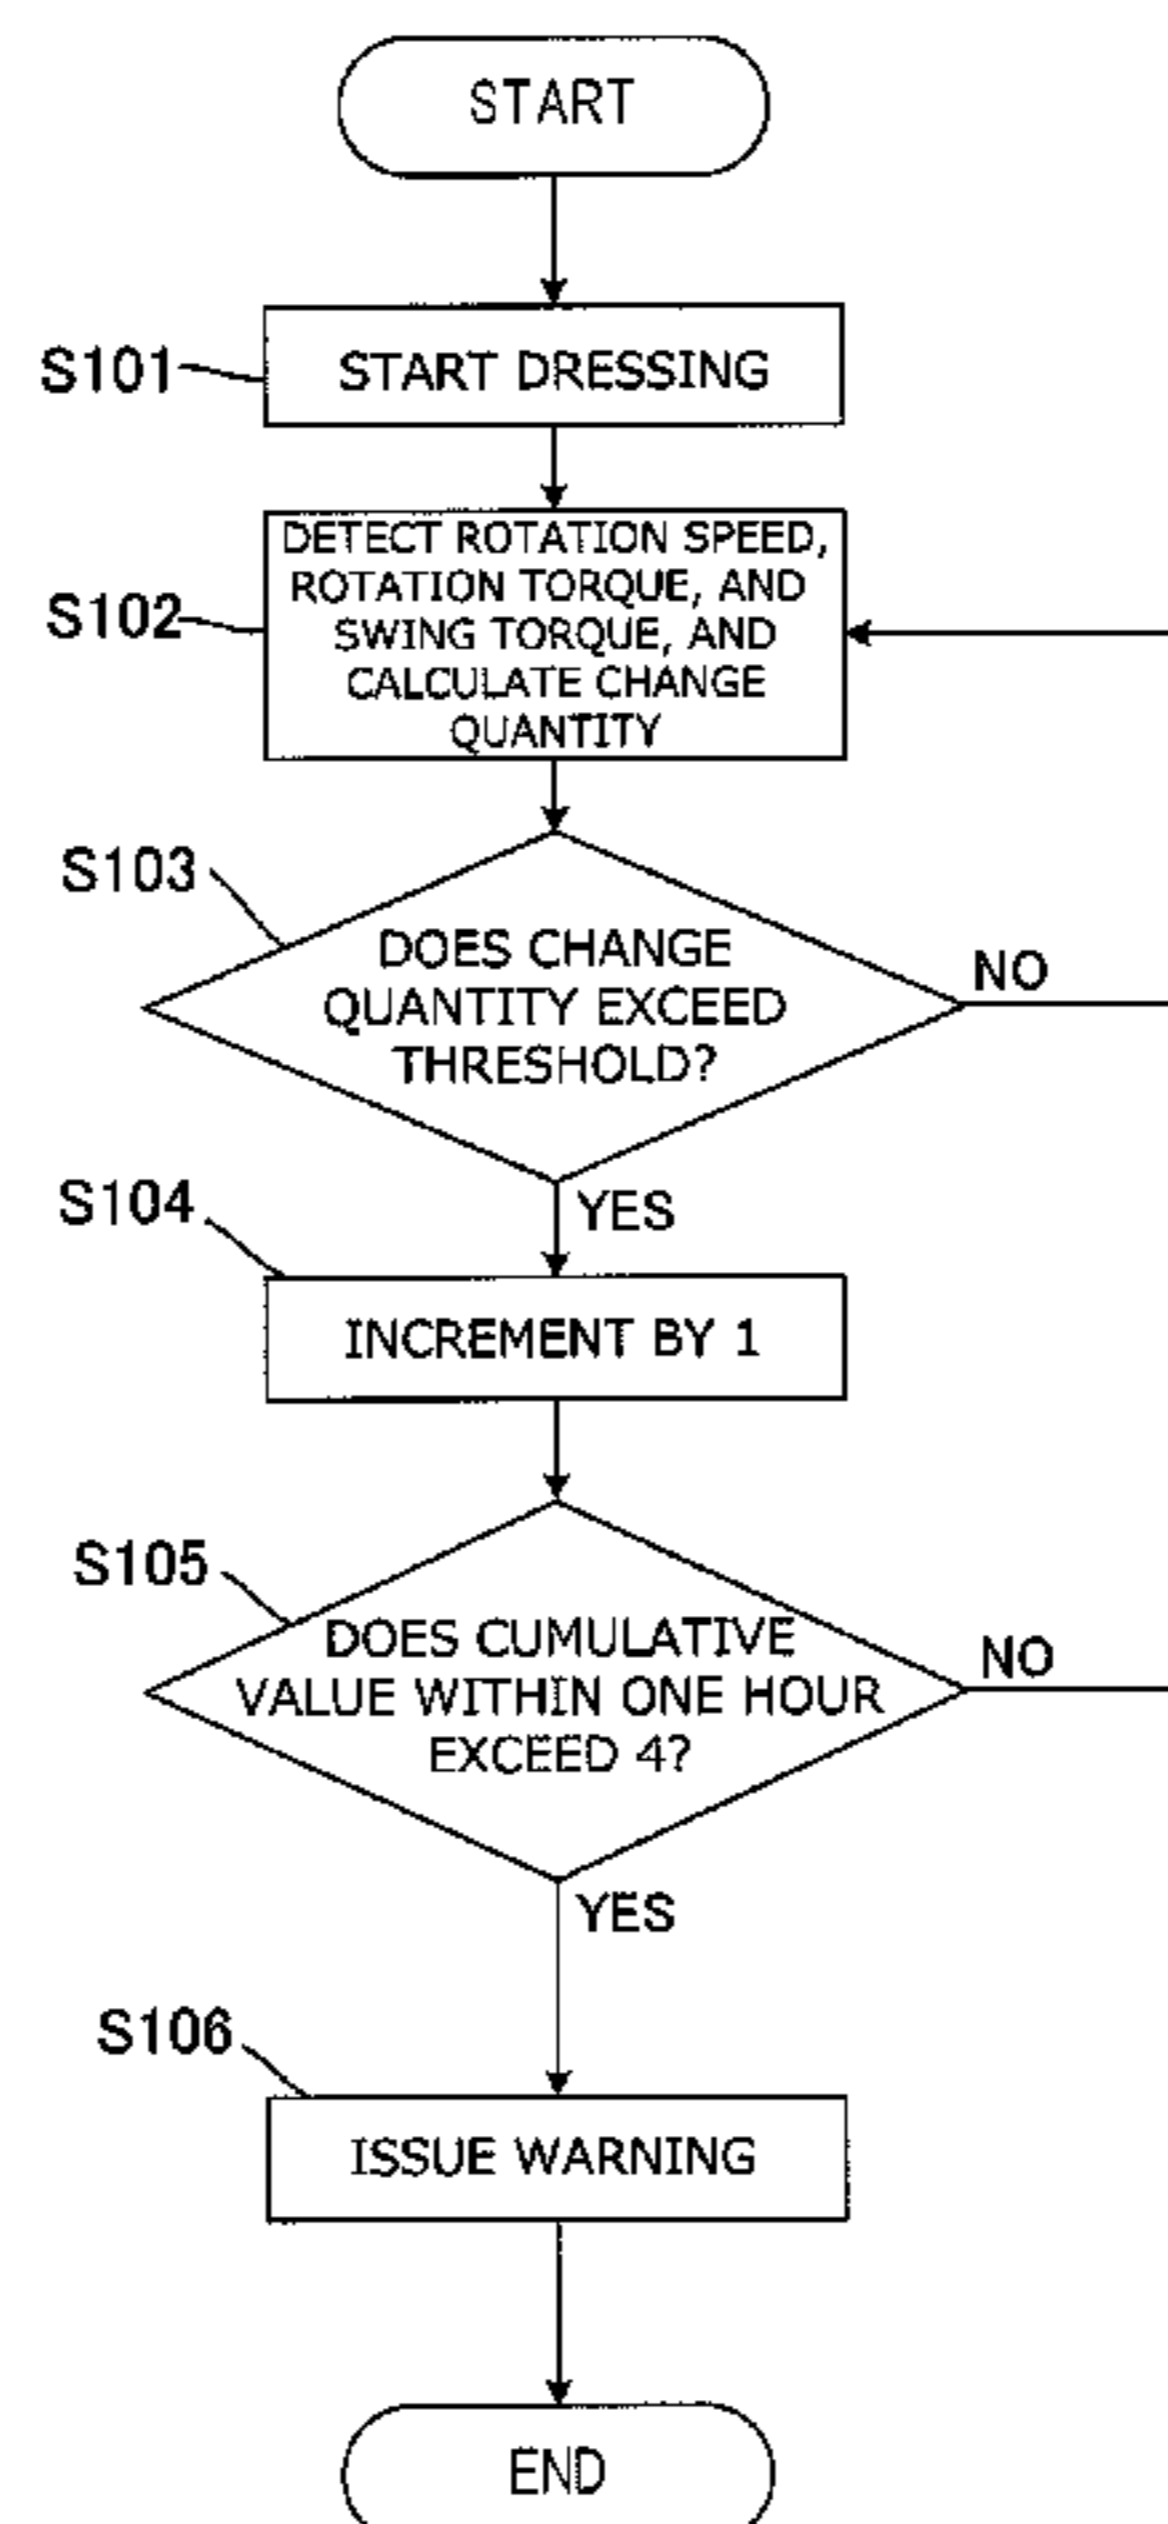 START
S101
START DRESSING
S102
DETECT ROTATION SPEED,
ROTATION TORQUE, AND
SWING TORQUE, AND
CALCULATE CHANGE
QUANTITY
S103
DOES CHANGE
QUANTITY EXCEED
THRESHOLD?
NO
YES
S104
INCREMENT BY 1
S105
DOES CUMULATIVE
VALUE WITHIN ONE HOUR
EXCEED 4?
NO
YES
S106
ISSUE WARNING
END